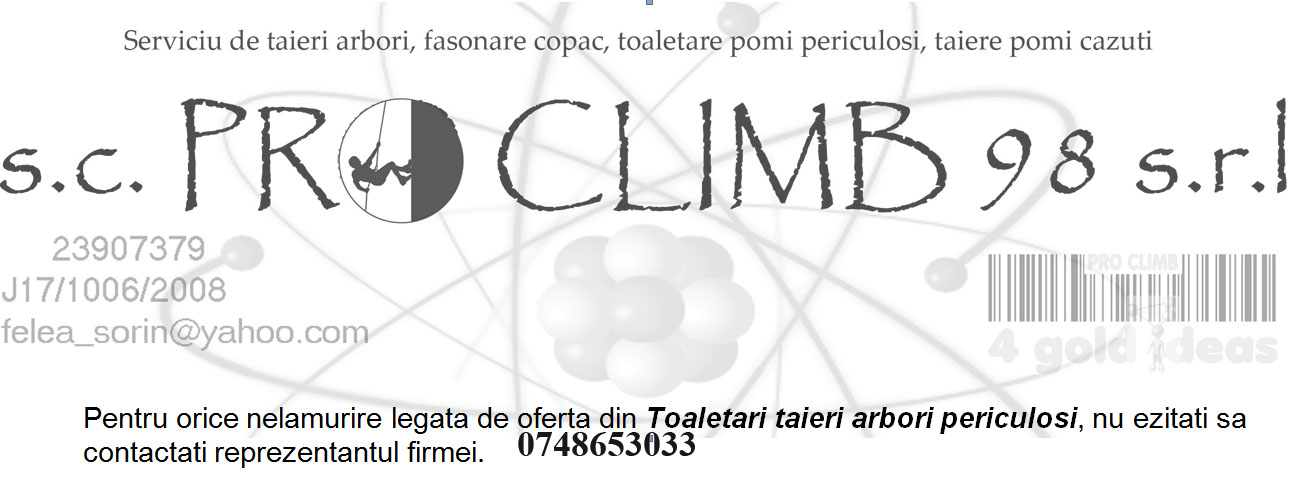 Serviciu de taieri arbori, fasonare copac, toaletare pomi periculosi, taiere pomi cazuti
s.c. PRO CLIMB 98 s.r.l
23907379
J17/1006/2008
felea_sorin@yahoo.com
PRO CLIMB
4 gold ideas
Pentru orice nelamurire legata de oferta din Toaletari taieri arbori periculosi, nu ezitati sa
contactati reprezentantul firmei. 0748653033